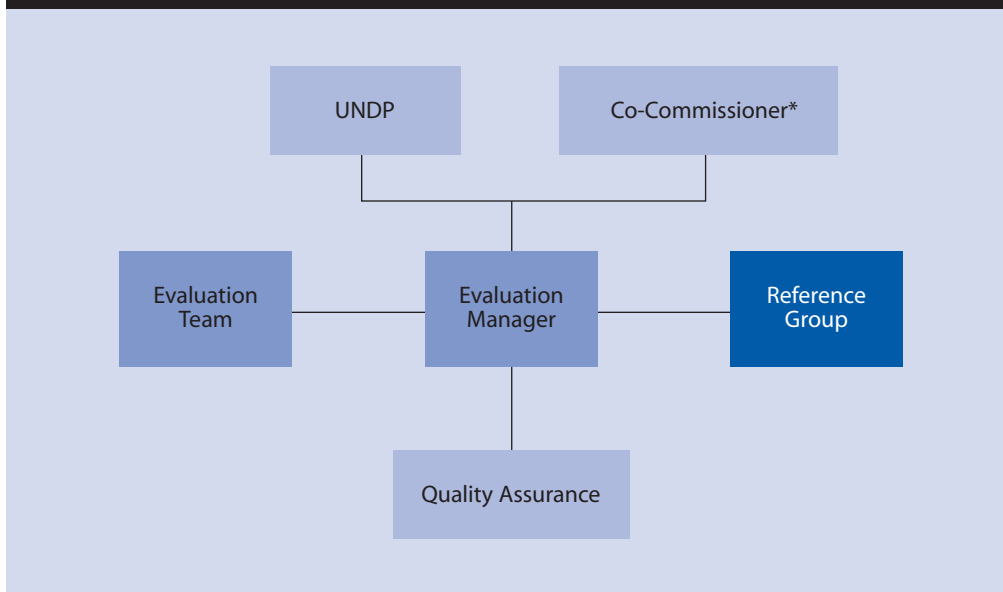 UNDP
Co-Commissioner*
Evaluation
Team
Evaluation
Manager
Reference
Group
Quality Assurance